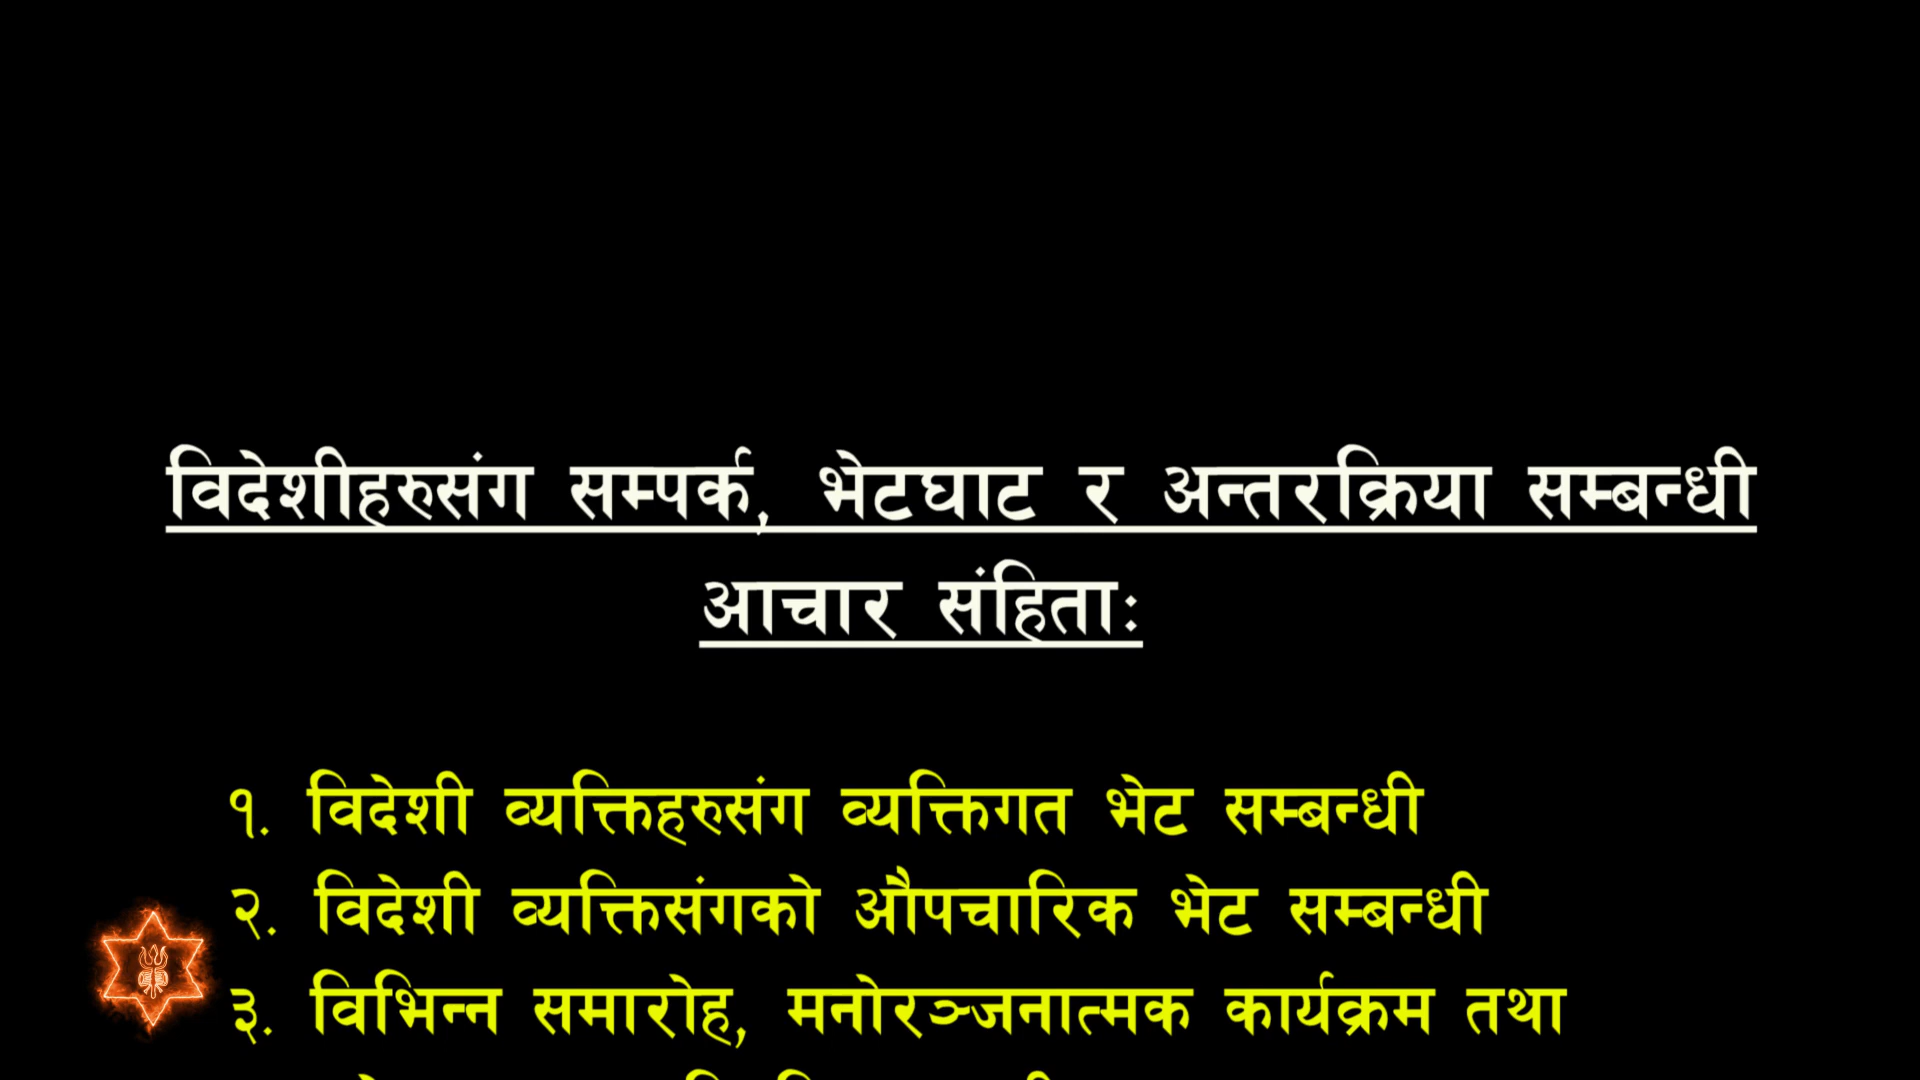 विदेशीहरुसंग सम्पर्क, भेटघाट र अन्तरक्रिया सम्बन्धी
आचार संहिताः
१. विदेशी व्यक्तिहरुसंग व्यक्तिगत भेट सम्बन्धी
२. विदेशी व्यक्तिसंगको औपचारिक भेट सम्बन्धी
३. विभिन्न समारोह, मनोरञ्जनात्मक कार्यक्रम तथा